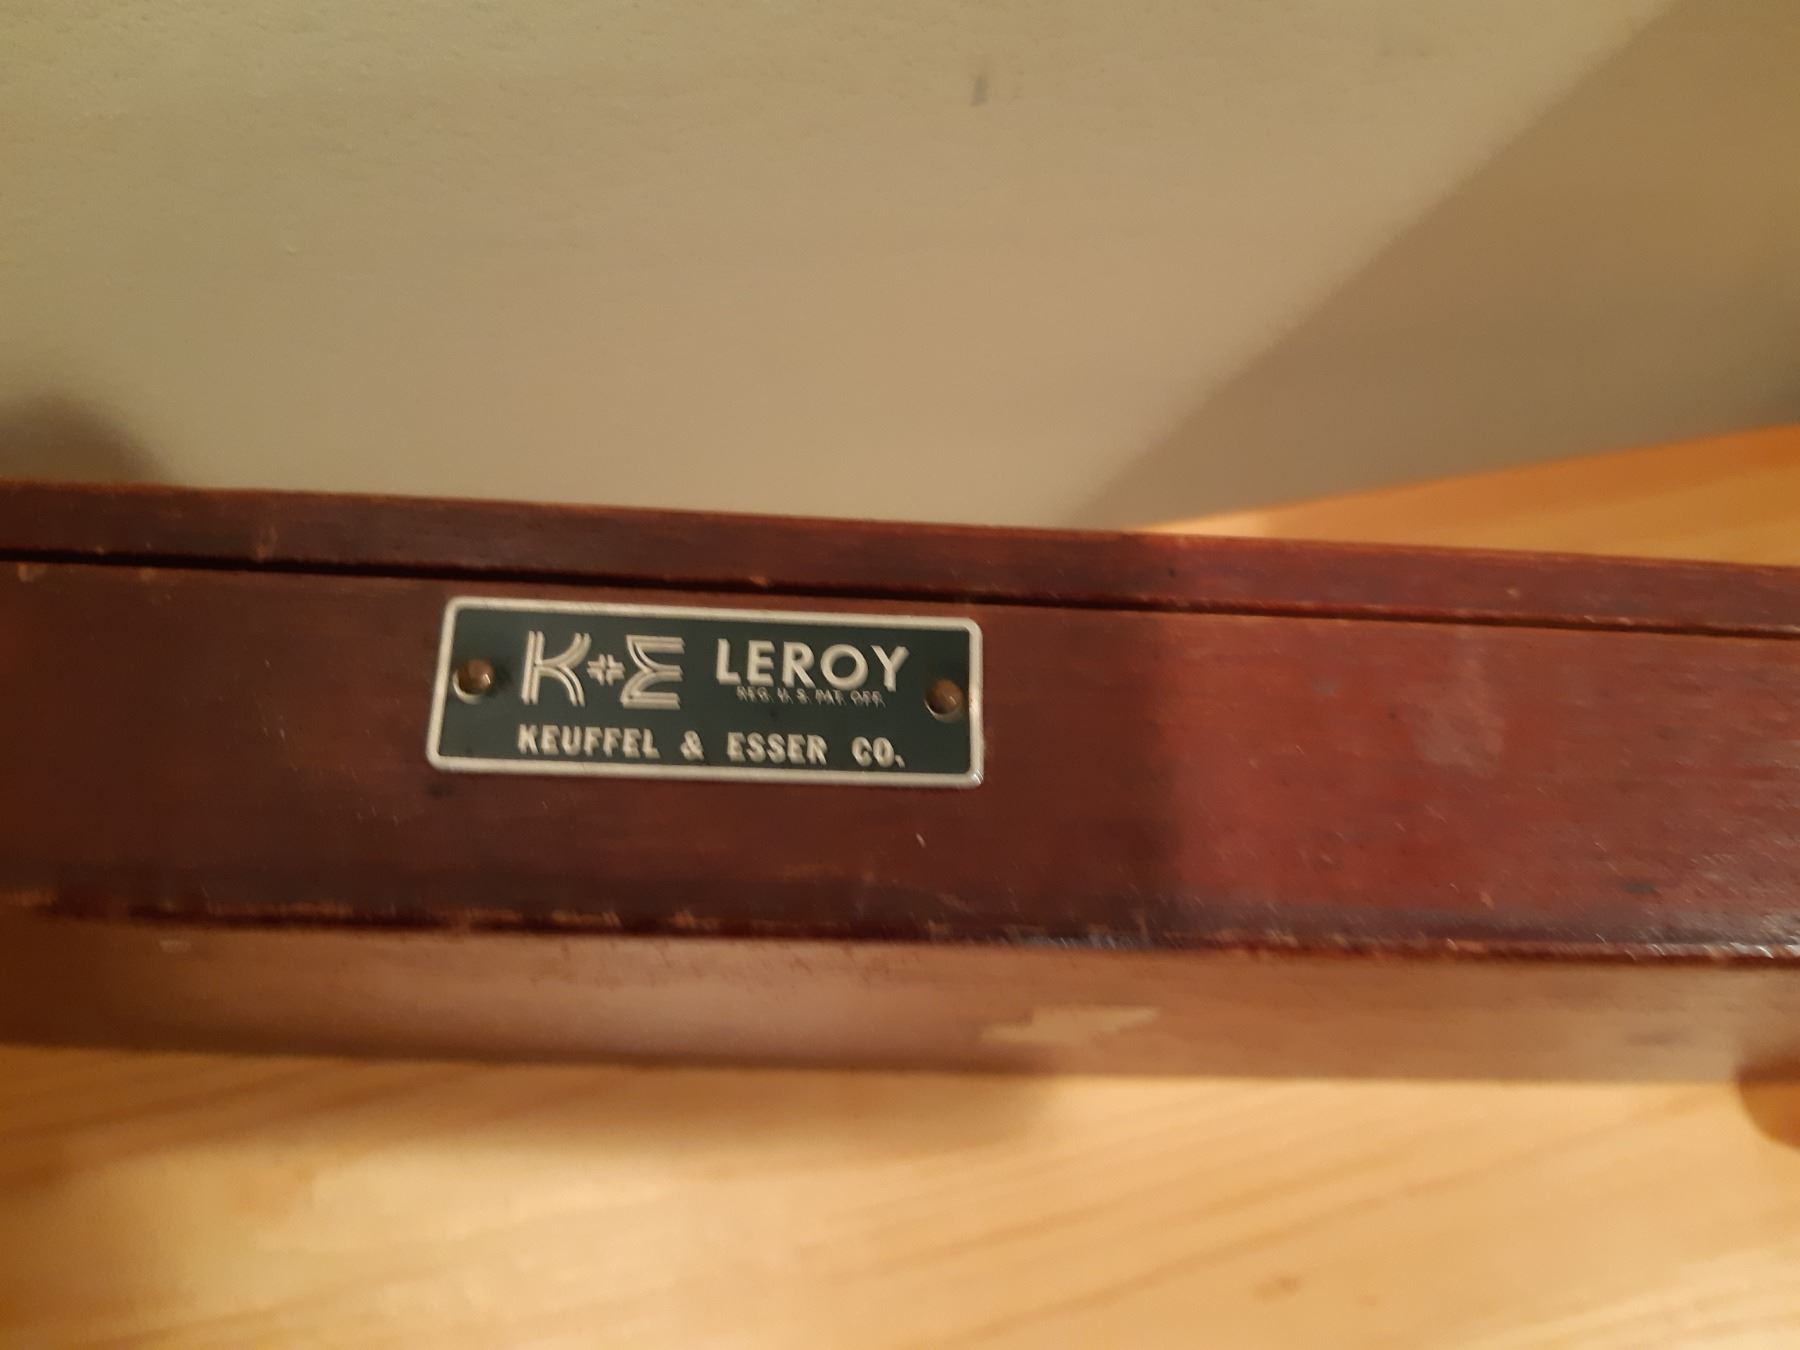 K+E LEROY
REG. U. S. PAT. OFF.
KEUFFEL & ESSER CO.